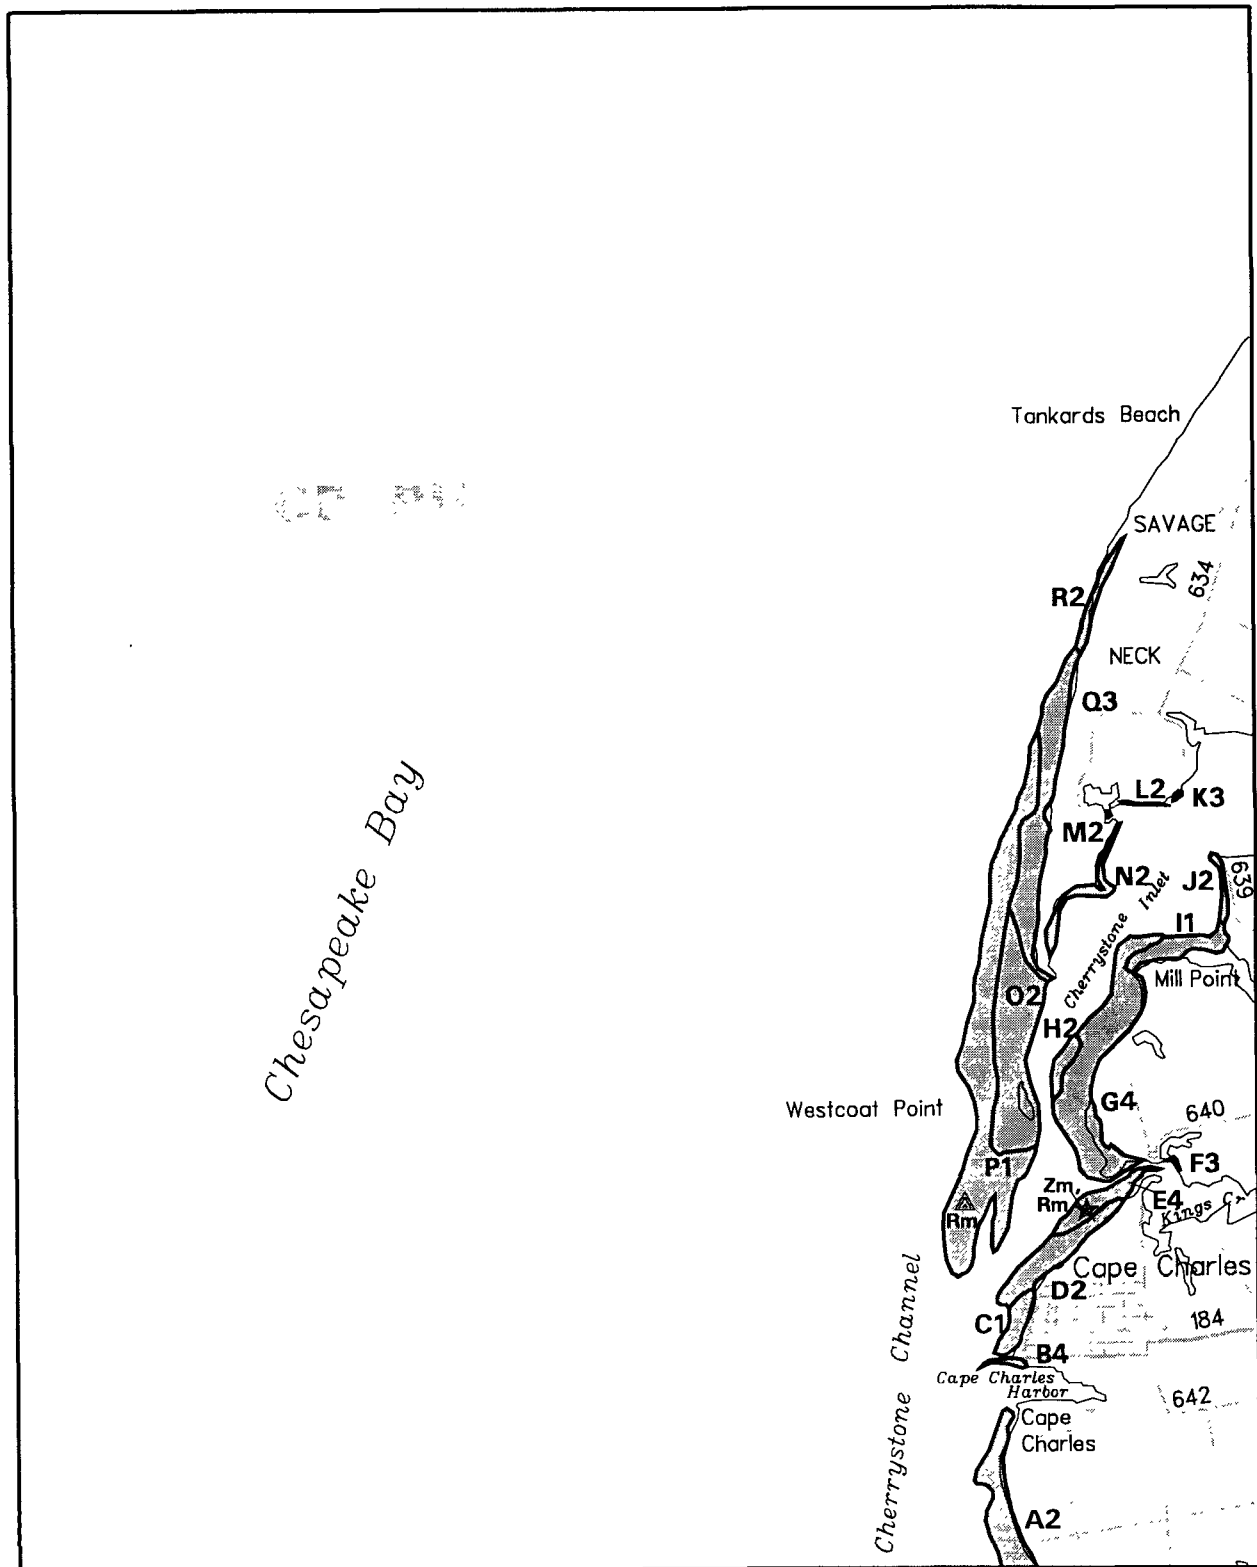 Tankards Beach
SAVAGE
634
R2
NECK
Q3
L2
K3
M2
N2
J2
639
Cherrystone Inlet
I1
Mill Point
O2
H2
Chesapeake Bay
G4
Westcoat Point
640
P1
F3
Zm,
Rm
E4
Rm
Kings Cr
Cape Charles
D2
C1
184
B4
Cape Charles
Harbor
642
Cape
Charles
Cherrystone Channel
A2